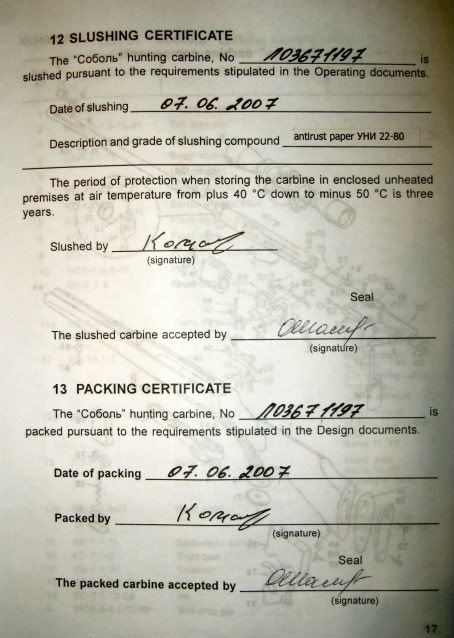 12 SLUSHING CERTIFICATE
The "Соболь" hunting carbine, No Л03671197 is
slushed pursuant to the requirements stipulated in the Operating documents.
Date of slushing 07. 06. 2007
Description and grade of slushing compound antirust paper УНИ 22-80
The period of protection when storing the carbine in enclosed unheated
premises at air temperature from plus 40 °C down to minus 50 °C is three
years.
Slushed by
(signature)
Seal
The slushed carbine accepted by
(signature)
13 PACKING CERTIFICATE
The "Соболь" hunting carbine, No Л03671197 is
packed pursuant to the requirements stipulated in the Design documents.
Date of packing 07. 06. 2007
Packed by
(signature)
Seal
The packed carbine accepted by
(signature)
17